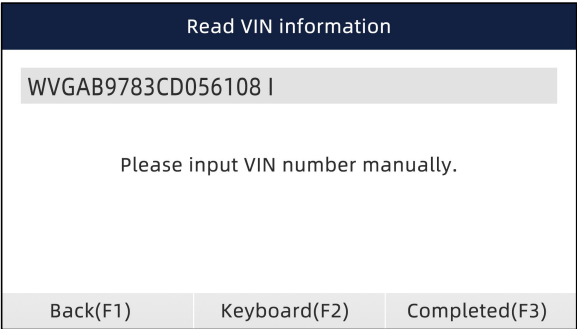 Read VIN information
WVGAB9783CD056108
Please input VIN number manually.
Back(F1) Keyboard(F2) Completed(F3)